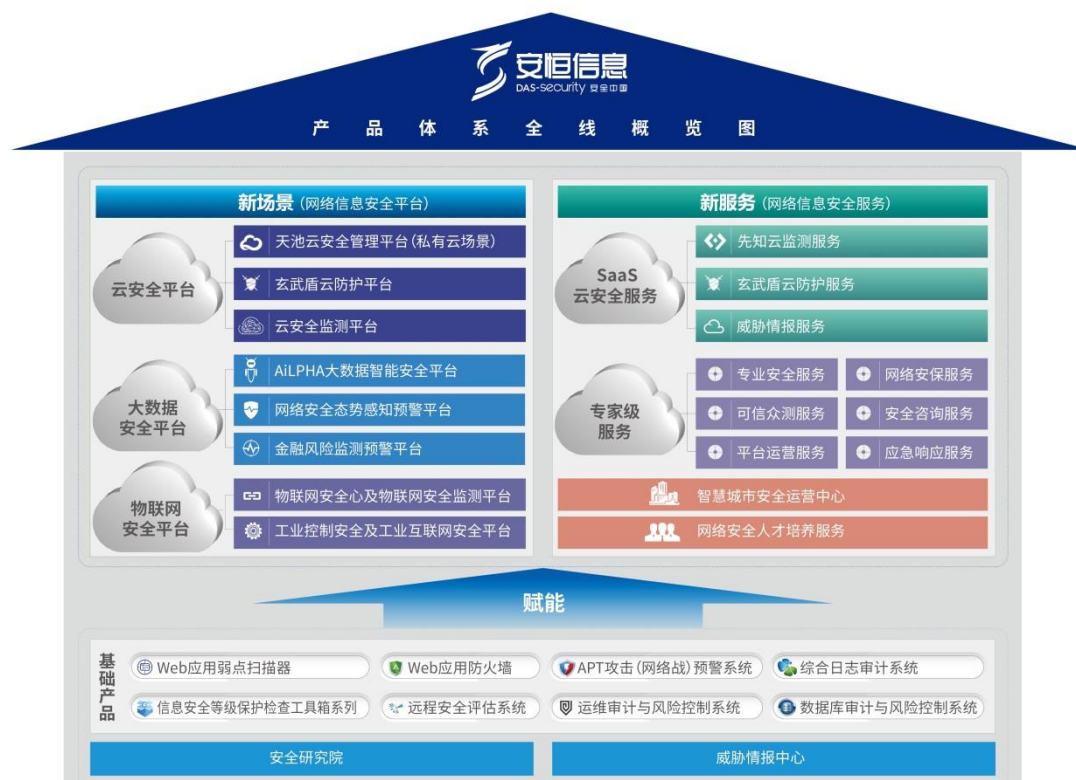 安恒信息
DAS-security 安全中国
产品体系全线概览图
新场景(网络信息安全平台)
云安全平台
天池云安全管理平台(私有云场景)
玄武盾云防护平台
云安全监测平台
大数据
安全平台
AiLPHA大数据智能安全平台
网络安全态势感知预警平台
金融风险监测预警平台
物联网
安全平台
物联网安全心及物联网安全监测平台
工业控制安全及工业互联网安全平台
新服务(网络信息安全服务)
SaaS
云安全服务
先知云监测服务
玄武盾云防护服务
威胁情报服务
专家级
服务
专业安全服务
网络安保服务
可信众测服务
安全咨询服务
平台运营服务
应急响应服务
智慧城市安全运营中心
网络安全人才培养服务
赋能
基础产品
Web应用弱点扫描器
Web应用防火墙
APT攻击(网络战)预警系统
综合日志审计系统
信息安全等级保护检查工具箱系列
远程安全评估系统
运维审计与风险控制系统
数据库审计与风险控制系统
安全研究院
威胁情报中心